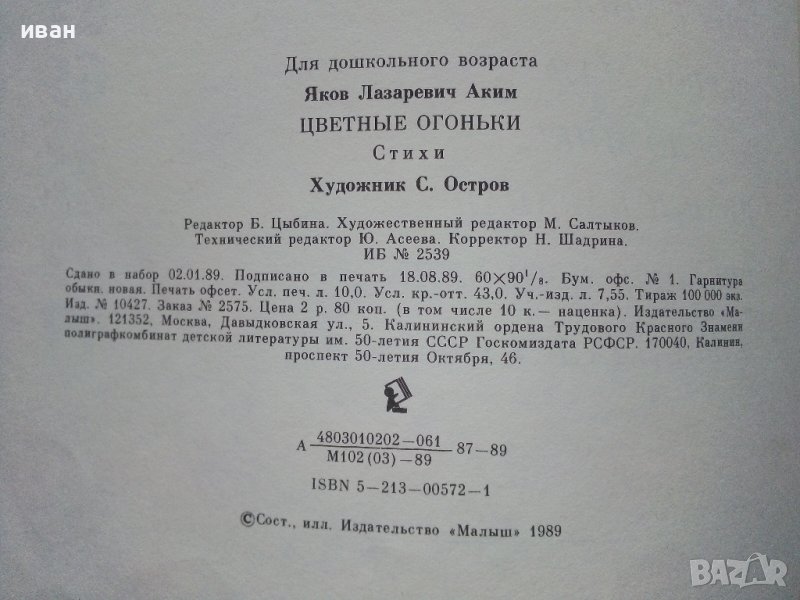 иван
Для дошкольного возраста
Яков Лазаревич Аким
ЦВЕТНЫЕ ОГОНЬКИ
Стихи
Художник С. Остров
Редактор Б. Цыбина. Художественный редактор М. Салтыков.
Технический редактор Ю. Асеева. Корректор Н. Шадрина.
ИБ № 2539
Сдано в набор 02.01.89. Подписано в печать 18.08.89. 60×90¹/₈. Бум. офс. № 1. Гарнитура
обыкн. новая. Печать офсет. Усл. печ. л. 10,0. Усл. кр.-отт. 43,0. Уч.-изд. л. 7,55. Тираж 100 000 экз.
Изд. № 10427. Заказ № 2575. Цена 2 р. 80 коп. (в том числе 10 к.— наценка). Издательство «Ма-
лыш». 121352, Москва, Давыдковская ул., 5. Калининский ордена Трудового Красного Знамени
полиграфкомбинат детской литературы им. 50-летия СССР Госкомиздата РСФСР. 170040, Калинин,
проспект 50-летия Октября, 46.
А 4803010202—061 87—89
М102 (03) —89
ISBN 5—213—00572—1
©Сост., илл. Издательство «Малыш» 1989
BAZAR
bg